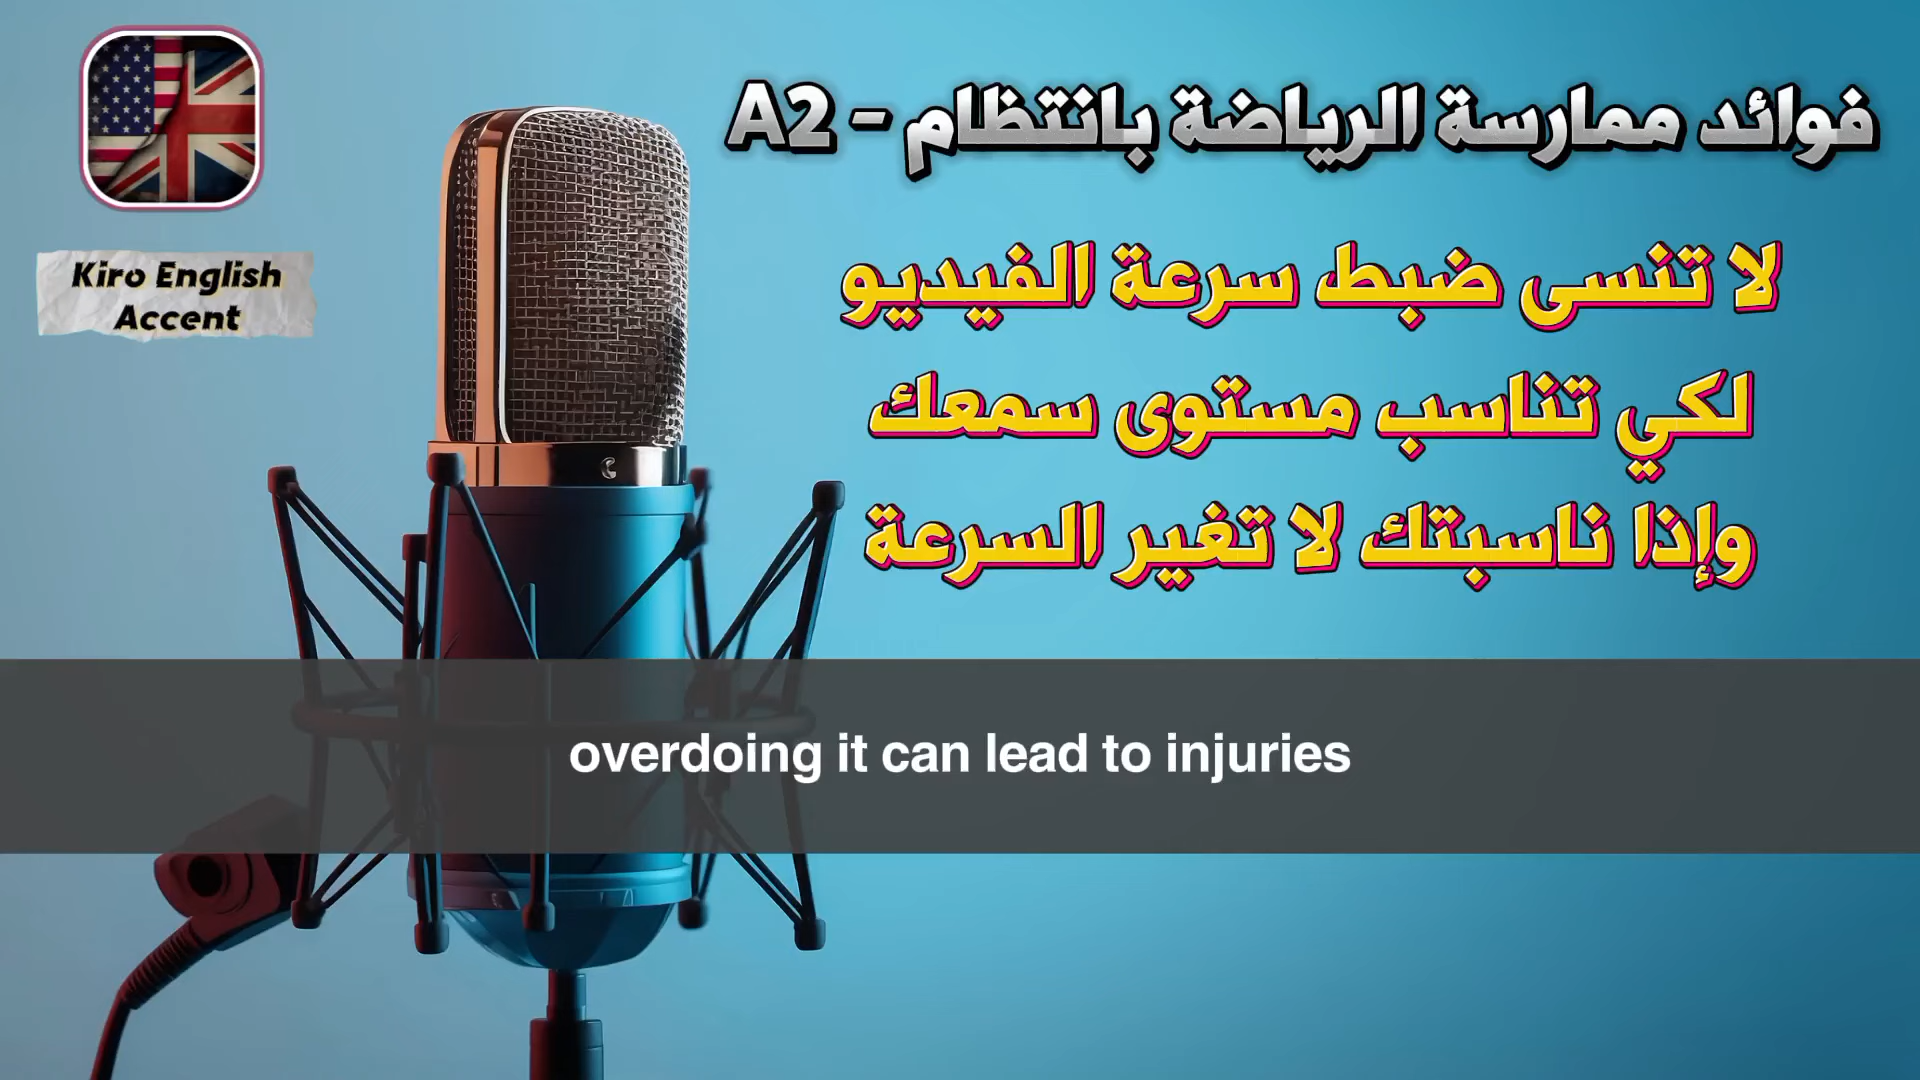 فوائد ممارسة الرياضة بانتظام - A2
Kiro English
Accent
لا تنسى ضبط سرعة الفيديو
لكي تناسب مستوى سمعك
وإذا ناسبتك لا تغير السرعة
overdoing it can lead to injuries